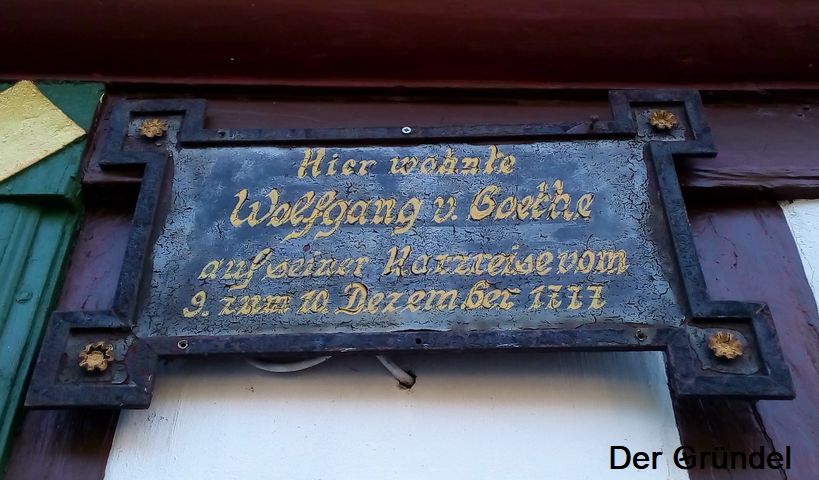 Hier wohnte
Wolfgang v. Goethe
auf seiner Harzreise vom
9. zum 10. Dezember 1777
Der Gründel